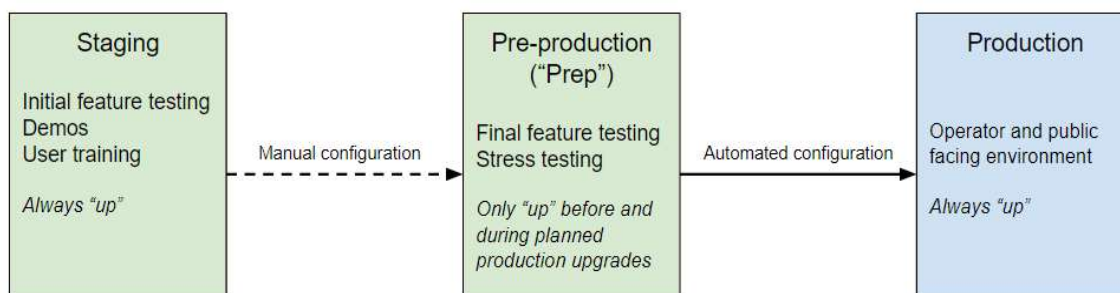 Staging
Initial feature testing
Demos
User training
Always “up”
Manual configuration
Pre-production
(“Prep”)
Final feature testing
Stress testing
Only “up” before and
during planned
production upgrades
Automated configuration
Production
Operator and public
facing environment
Always “up”